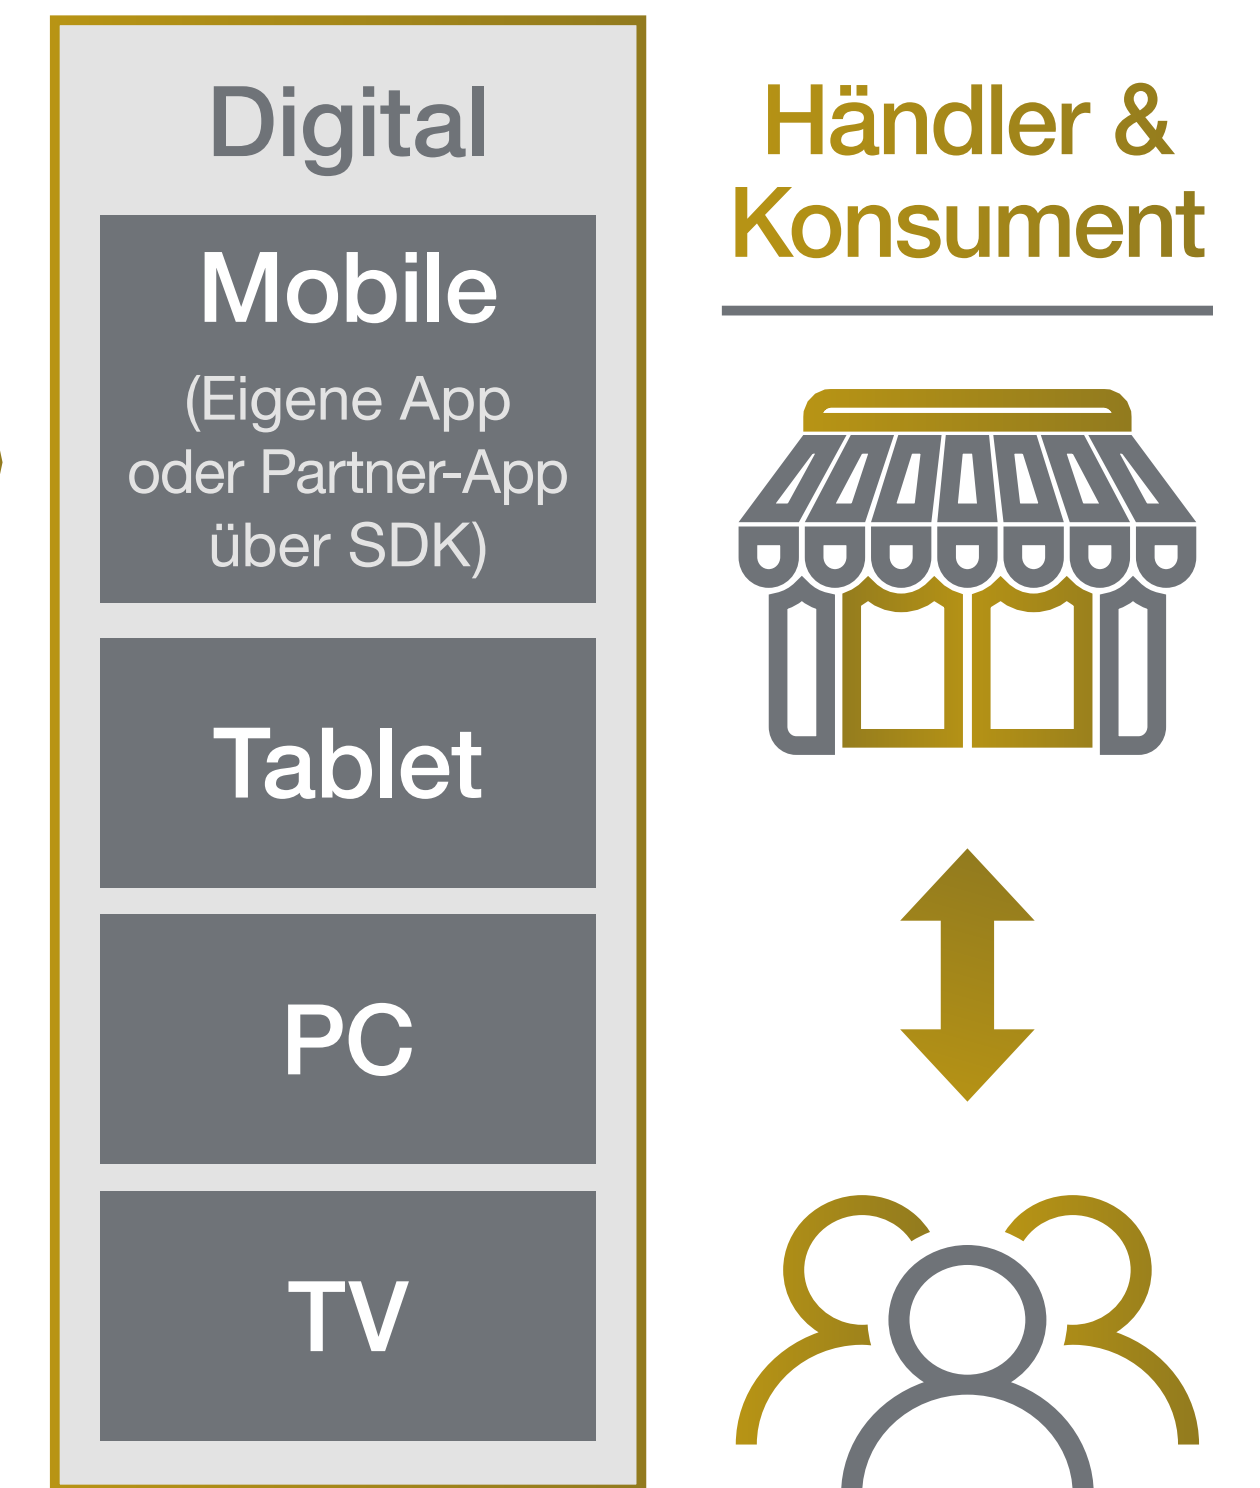 Digital
Mobile
(Eigene App
oder Partner-App
über SDK)
Tablet
PC
TV
Händler &
Konsument